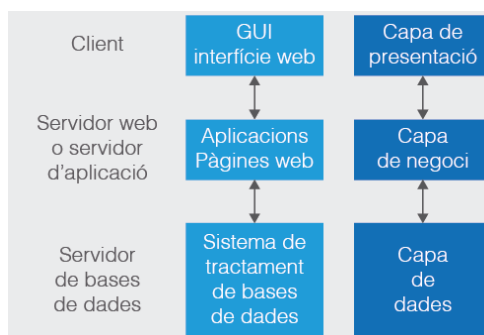 Client
GUI
interfície web
Capa de
presentació
Servidor web
o servidor
d'aplicació
Aplicacions
Pàgines web
Capa
de negoci
Servidor
de bases
de dades
Sistema de
tractament
de bases
de dades
Capa
de
dades